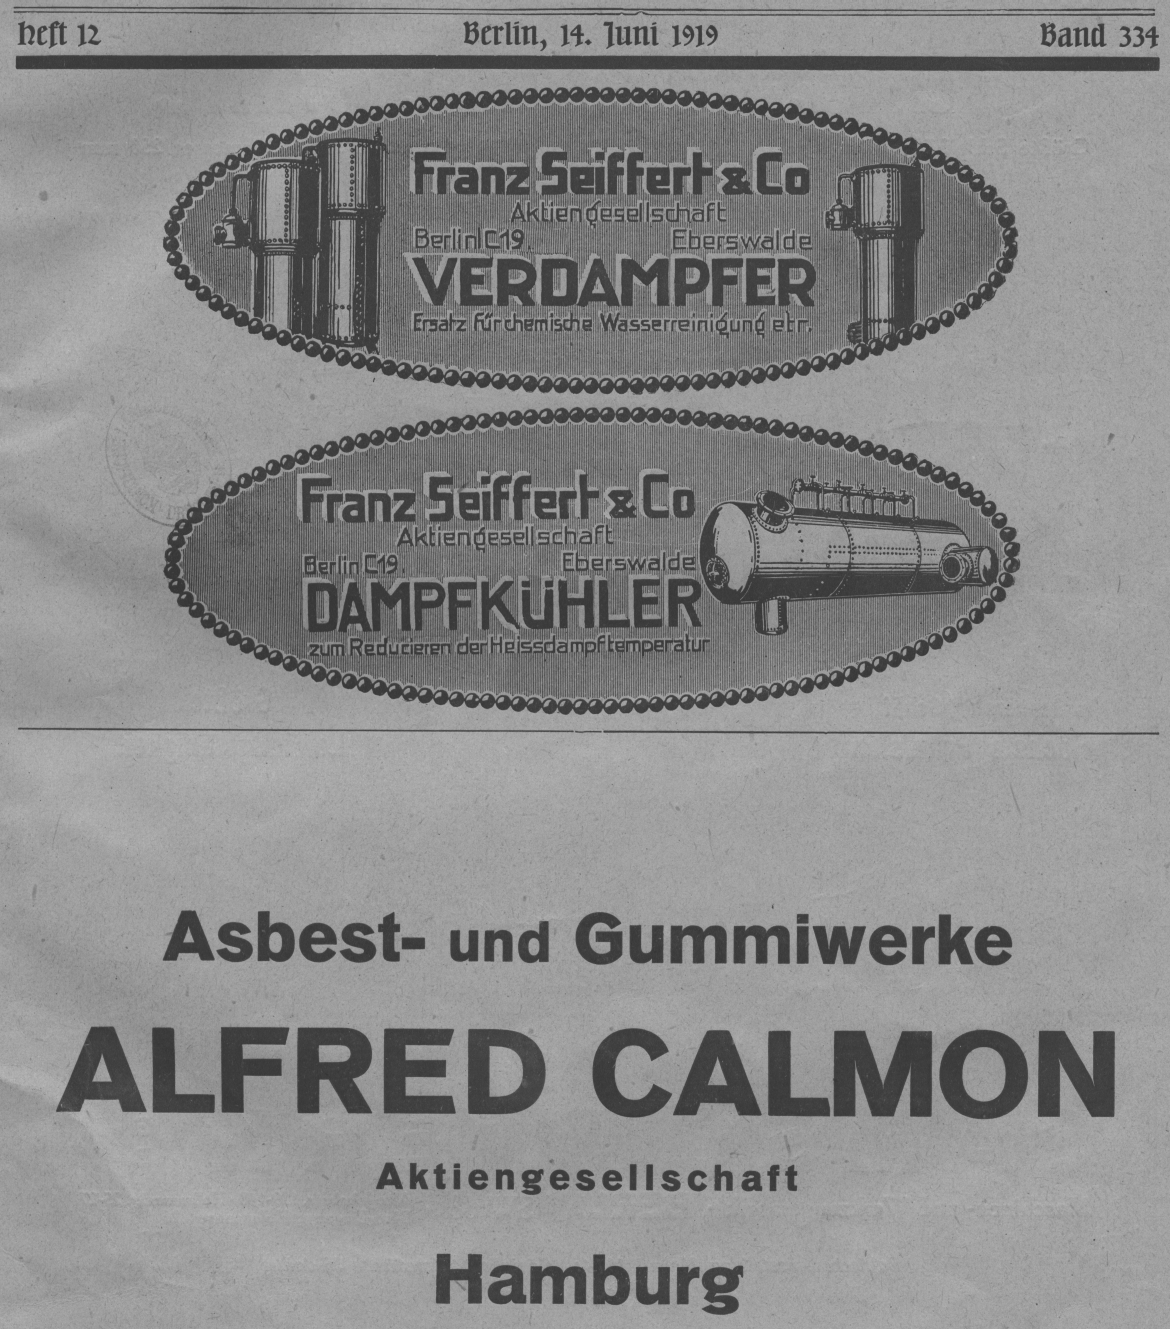 Heft 12 Berlin, 14. Juni 1919 Band 334
Franz Seiffert & Co
Aktiengesellschaft
Berlin C19. Eberswalde
VERDAMPFER
Ersatz für chemische Wasserreinigung etr.
Franz Seiffert & Co
Aktiengesellschaft
Berlin C19. Eberswalde
DAMPFKÜHLER
zum Reducieren der Heissdampftemperatur
Asbest- und Gummiwerke
ALFRED CALMON
Aktiengesellschaft
Hamburg